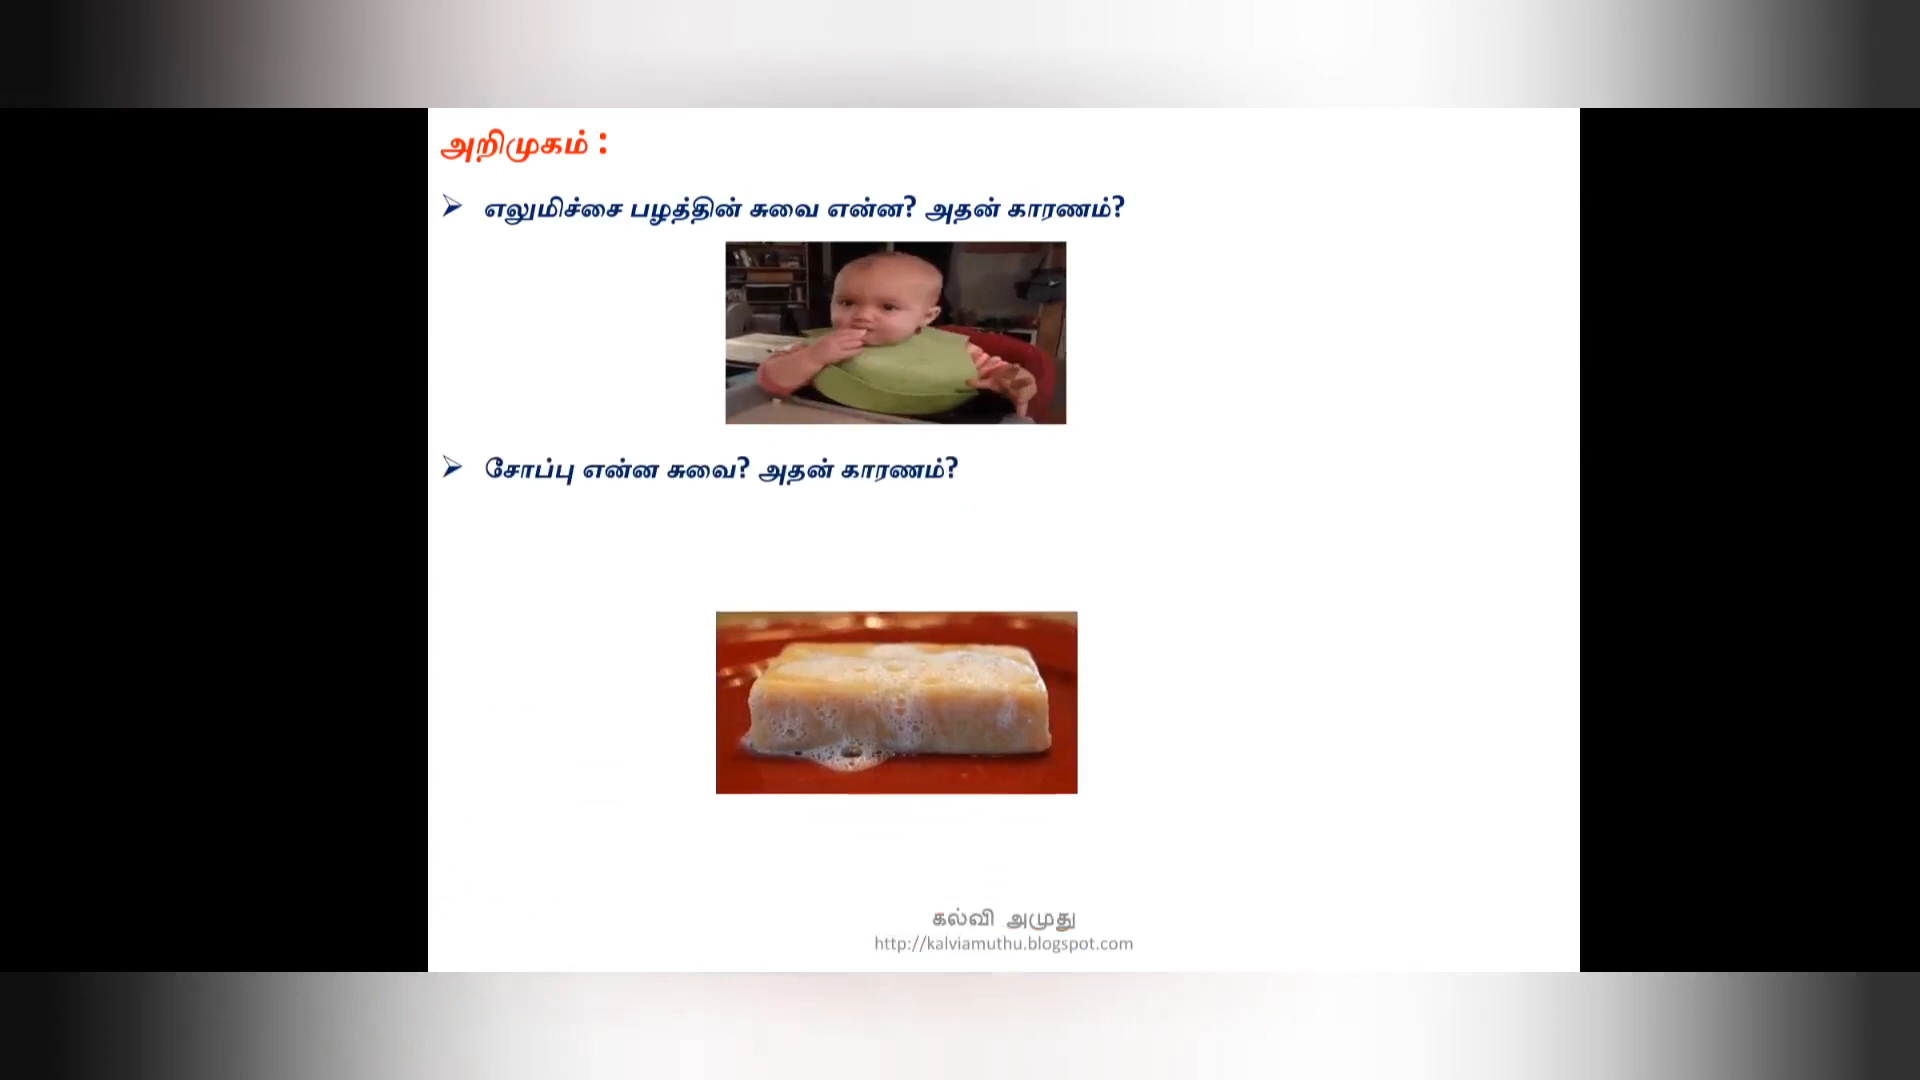 அறிமுகம் :
எலுமிச்சை பழத்தின் சுவை என்ன? அதன் காரணம்?
சோப்பு என்ன சுவை? அதன் காரணம்?
கல்வி அமுது
http://kalviamuthu.blogspot.com